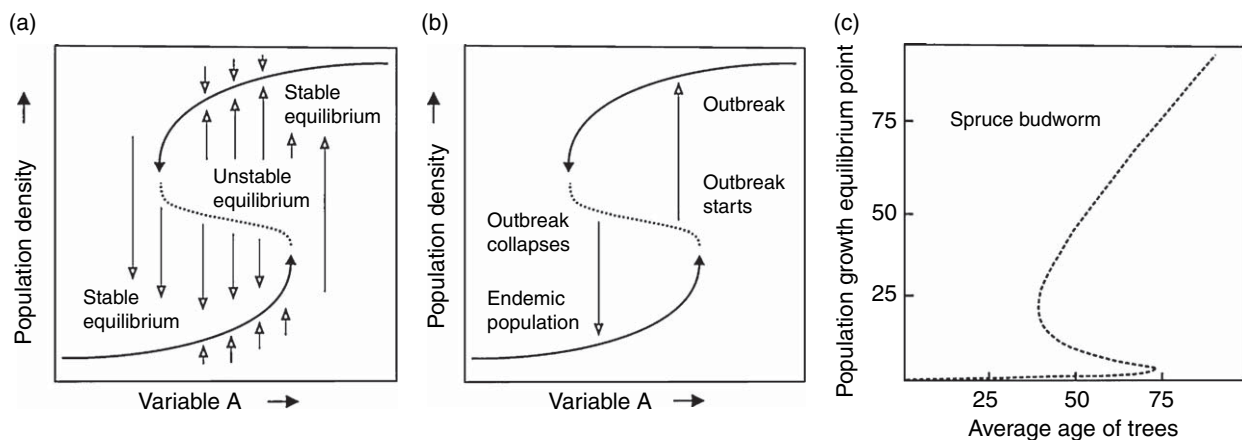 (a)
Population density
Stable
equilibrium
Unstable
equilibrium
Stable
equilibrium
Variable A
(b)
Population density
Outbreak
Outbreak
starts
Outbreak
collapses
Endemic
population
Variable A
(c)
Population growth equilibrium point
75
50
25
Spruce budworm
25 50 75
Average age of trees